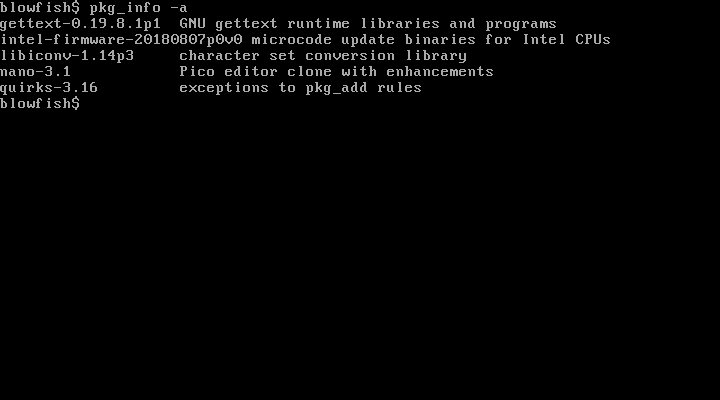 blowfish$ pkg_info -a
gettext-0.19.8.1p1  GNU gettext runtime libraries and programs
intel-firmware-20180807p0v0 microcode update binaries for Intel CPUs
libiconv-1.14p3     character set conversion library
nano-3.1            Pico editor clone with enhancements
quirks-3.16         exceptions to pkg_add rules
blowfish$